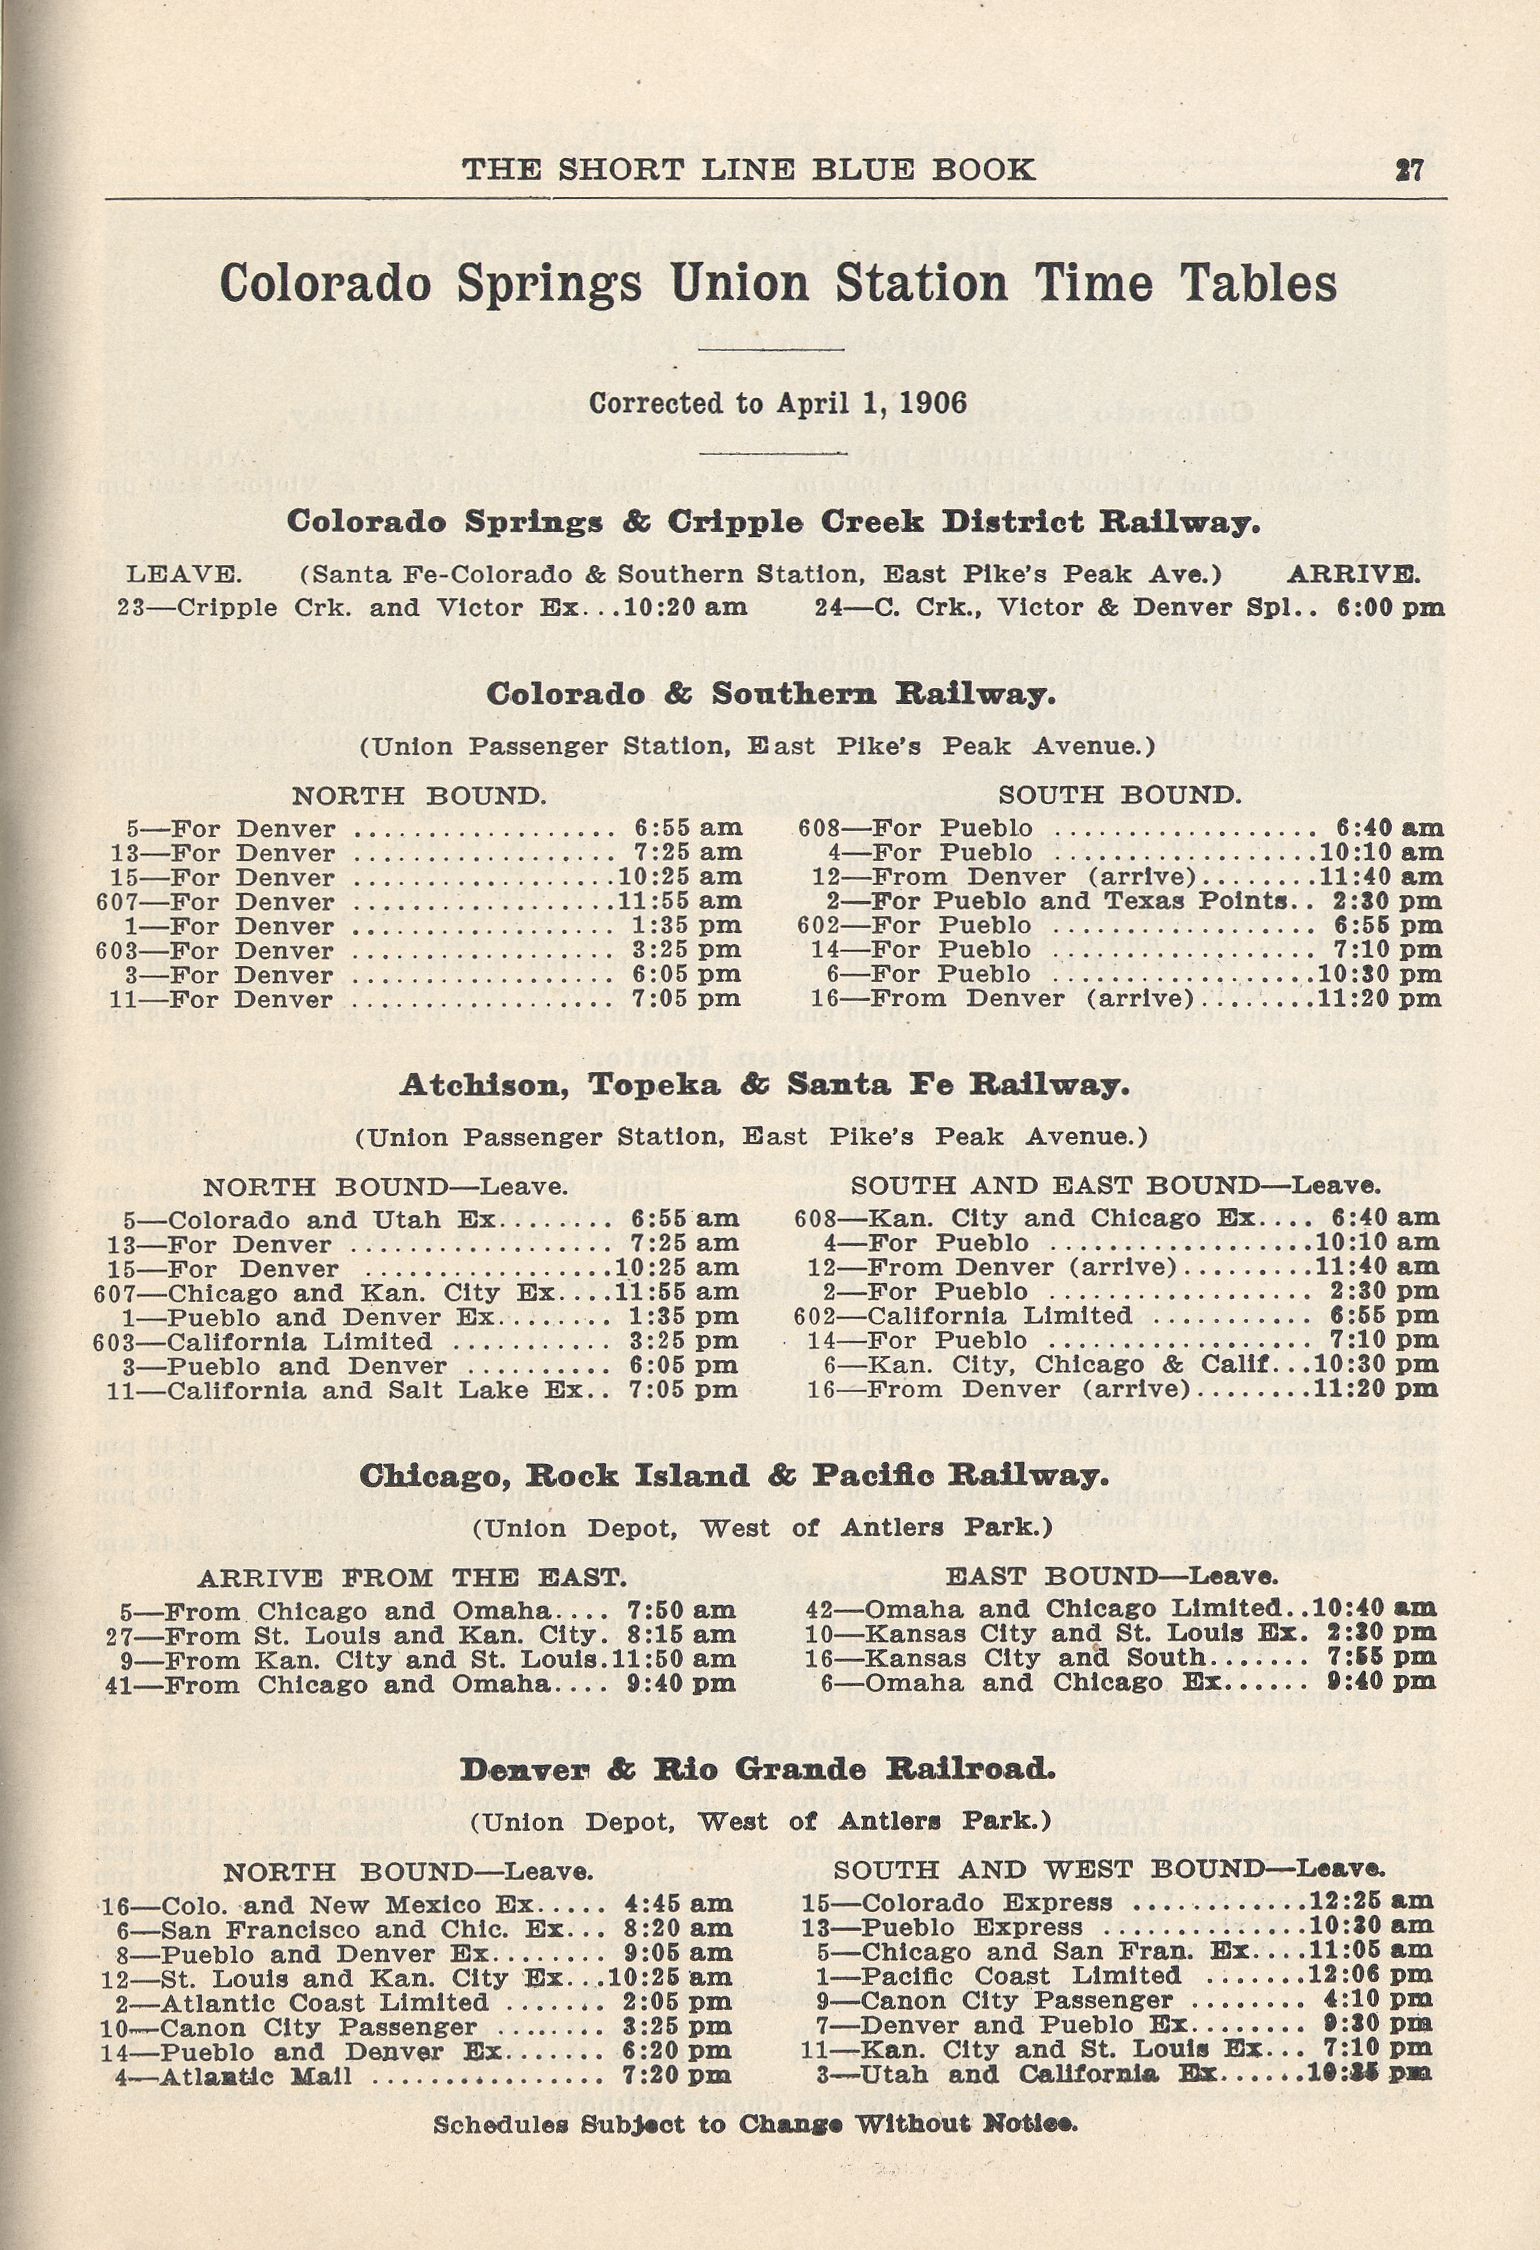 THE SHORT LINE BLUE BOOK 27
Colorado Springs Union Station Time Tables
Corrected to April 1, 1906
Colorado Springs & Cripple Creek District Railway.
LEAVE. (Santa Fe-Colorado & Southern Station, East Pike's Peak Ave.) ARRIVE.
23—Cripple Crk. and Victor Ex...10:20 am 24—C. Crk., Victor & Denver Spl.. 6:00 pm
Colorado & Southern Railway.
(Union Passenger Station, East Pike's Peak Avenue.)
NORTH BOUND.
5—For Denver .................. 6:55 am
13—For Denver .................. 7:25 am
15—For Denver ..................10:25 am
607—For Denver ..................11:55 am
1—For Denver .................. 1:35 pm
603—For Denver .................. 3:25 pm
3—For Denver .................. 6:05 pm
11—For Denver .................. 7:05 pm
SOUTH BOUND.
608—For Pueblo .................. 6:40 am
4—For Pueblo ..................10:10 am
12—From Denver (arrive)........11:40 am
2—For Pueblo and Texas Points.. 2:30 pm
602—For Pueblo .................. 6:55 pm
14—For Pueblo .................. 7:10 pm
6—For Pueblo ..................10:30 pm
16—From Denver (arrive)........11:20 pm
Atchison, Topeka & Santa Fe Railway.
(Union Passenger Station, East Pike's Peak Avenue.)
NORTH BOUND—Leave.
5—Colorado and Utah Ex........ 6:55 am
13—For Denver .................. 7:25 am
15—For Denver .................10:25 am
607—Chicago and Kan. City Ex....11:55 am
1—Pueblo and Denver Ex........ 1:35 pm
603—California Limited ........... 3:25 pm
3—Pueblo and Denver .......... 6:05 pm
11—California and Salt Lake Ex.. 7:05 pm
SOUTH AND EAST BOUND—Leave.
608—Kan. City and Chicago Ex.... 6:40 am
4—For Pueblo ..................10:10 am
12—From Denver (arrive).........11:40 am
2—For Pueblo .................. 2:30 pm
602—California Limited ........... 6:55 pm
14—For Pueblo .................. 7:10 pm
6—Kan. City, Chicago & Calif...10:30 pm
16—From Denver (arrive)........11:20 pm
Chicago, Rock Island & Pacific Railway.
(Union Depot, West of Antlers Park.)
ARRIVE FROM THE EAST.
5—From Chicago and Omaha.... 7:50 am
27—From St. Louis and Kan. City. 8:15 am
9—From Kan. City and St. Louis.11:50 am
41—From Chicago and Omaha.... 9:40 pm
EAST BOUND—Leave.
42—Omaha and Chicago Limited..10:40 am
10—Kansas City and St. Louis Ex. 2:30 pm
16—Kansas City and South....... 7:55 pm
6—Omaha and Chicago Ex...... 9:40 pm
Denver & Rio Grande Railroad.
(Union Depot, West of Antlers Park.)
NORTH BOUND—Leave.
16—Colo. and New Mexico Ex..... 4:45 am
6—San Francisco and Chic. Ex... 8:20 am
8—Pueblo and Denver Ex........ 9:05 am
12—St. Louis and Kan. City Ex...10:25 am
2—Atlantic Coast Limited ....... 2:05 pm
10—Canon City Passenger ........ 3:25 pm
14—Pueblo and Denver Ex....... 6:20 pm
4—Atlantic Mail ................ 7:20 pm
SOUTH AND WEST BOUND—Leave.
15—Colorado Express ............12:25 am
13—Pueblo Express ..............10:30 am
5—Chicago and San Fran. Ex....11:05 am
1—Pacific Coast Limited .......12:06 pm
9—Canon City Passenger ........ 4:10 pm
7—Denver and Pueblo Ex........ 9:30 pm
11—Kan. City and St. Louis Ex... 7:10 pm
3—Utah and California Ex...... pm
Schedules Subject to Change Without Notice.